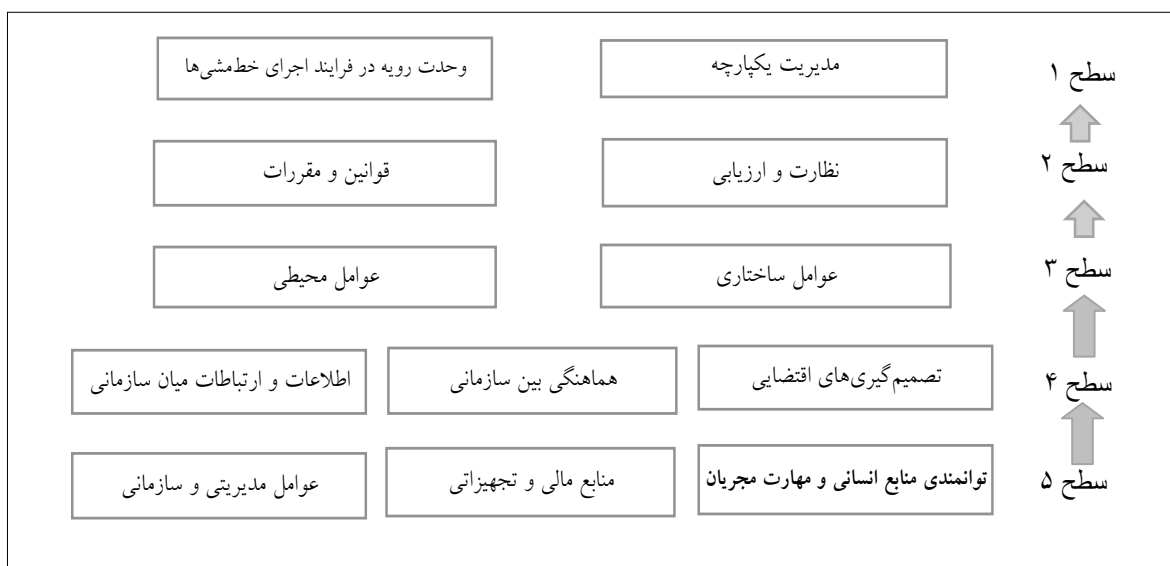 سطح ۱
مدیریت یکپارچه
وحدت رویه در فرایند اجرای خط‌مشی‌ها
سطح ۲
نظارت و ارزیابی
قوانین و مقررات
سطح ۳
عوامل ساختاری
عوامل محیطی
سطح ۴
تصمیم‌گیری‌های اقتضایی
هماهنگی بین سازمانی
اطلاعات و ارتباطات میان سازمانی
سطح ۵
توانمندی منابع انسانی و مهارت مجریان
منابع مالی و تجهیزاتی
عوامل مدیریتی و سازمانی